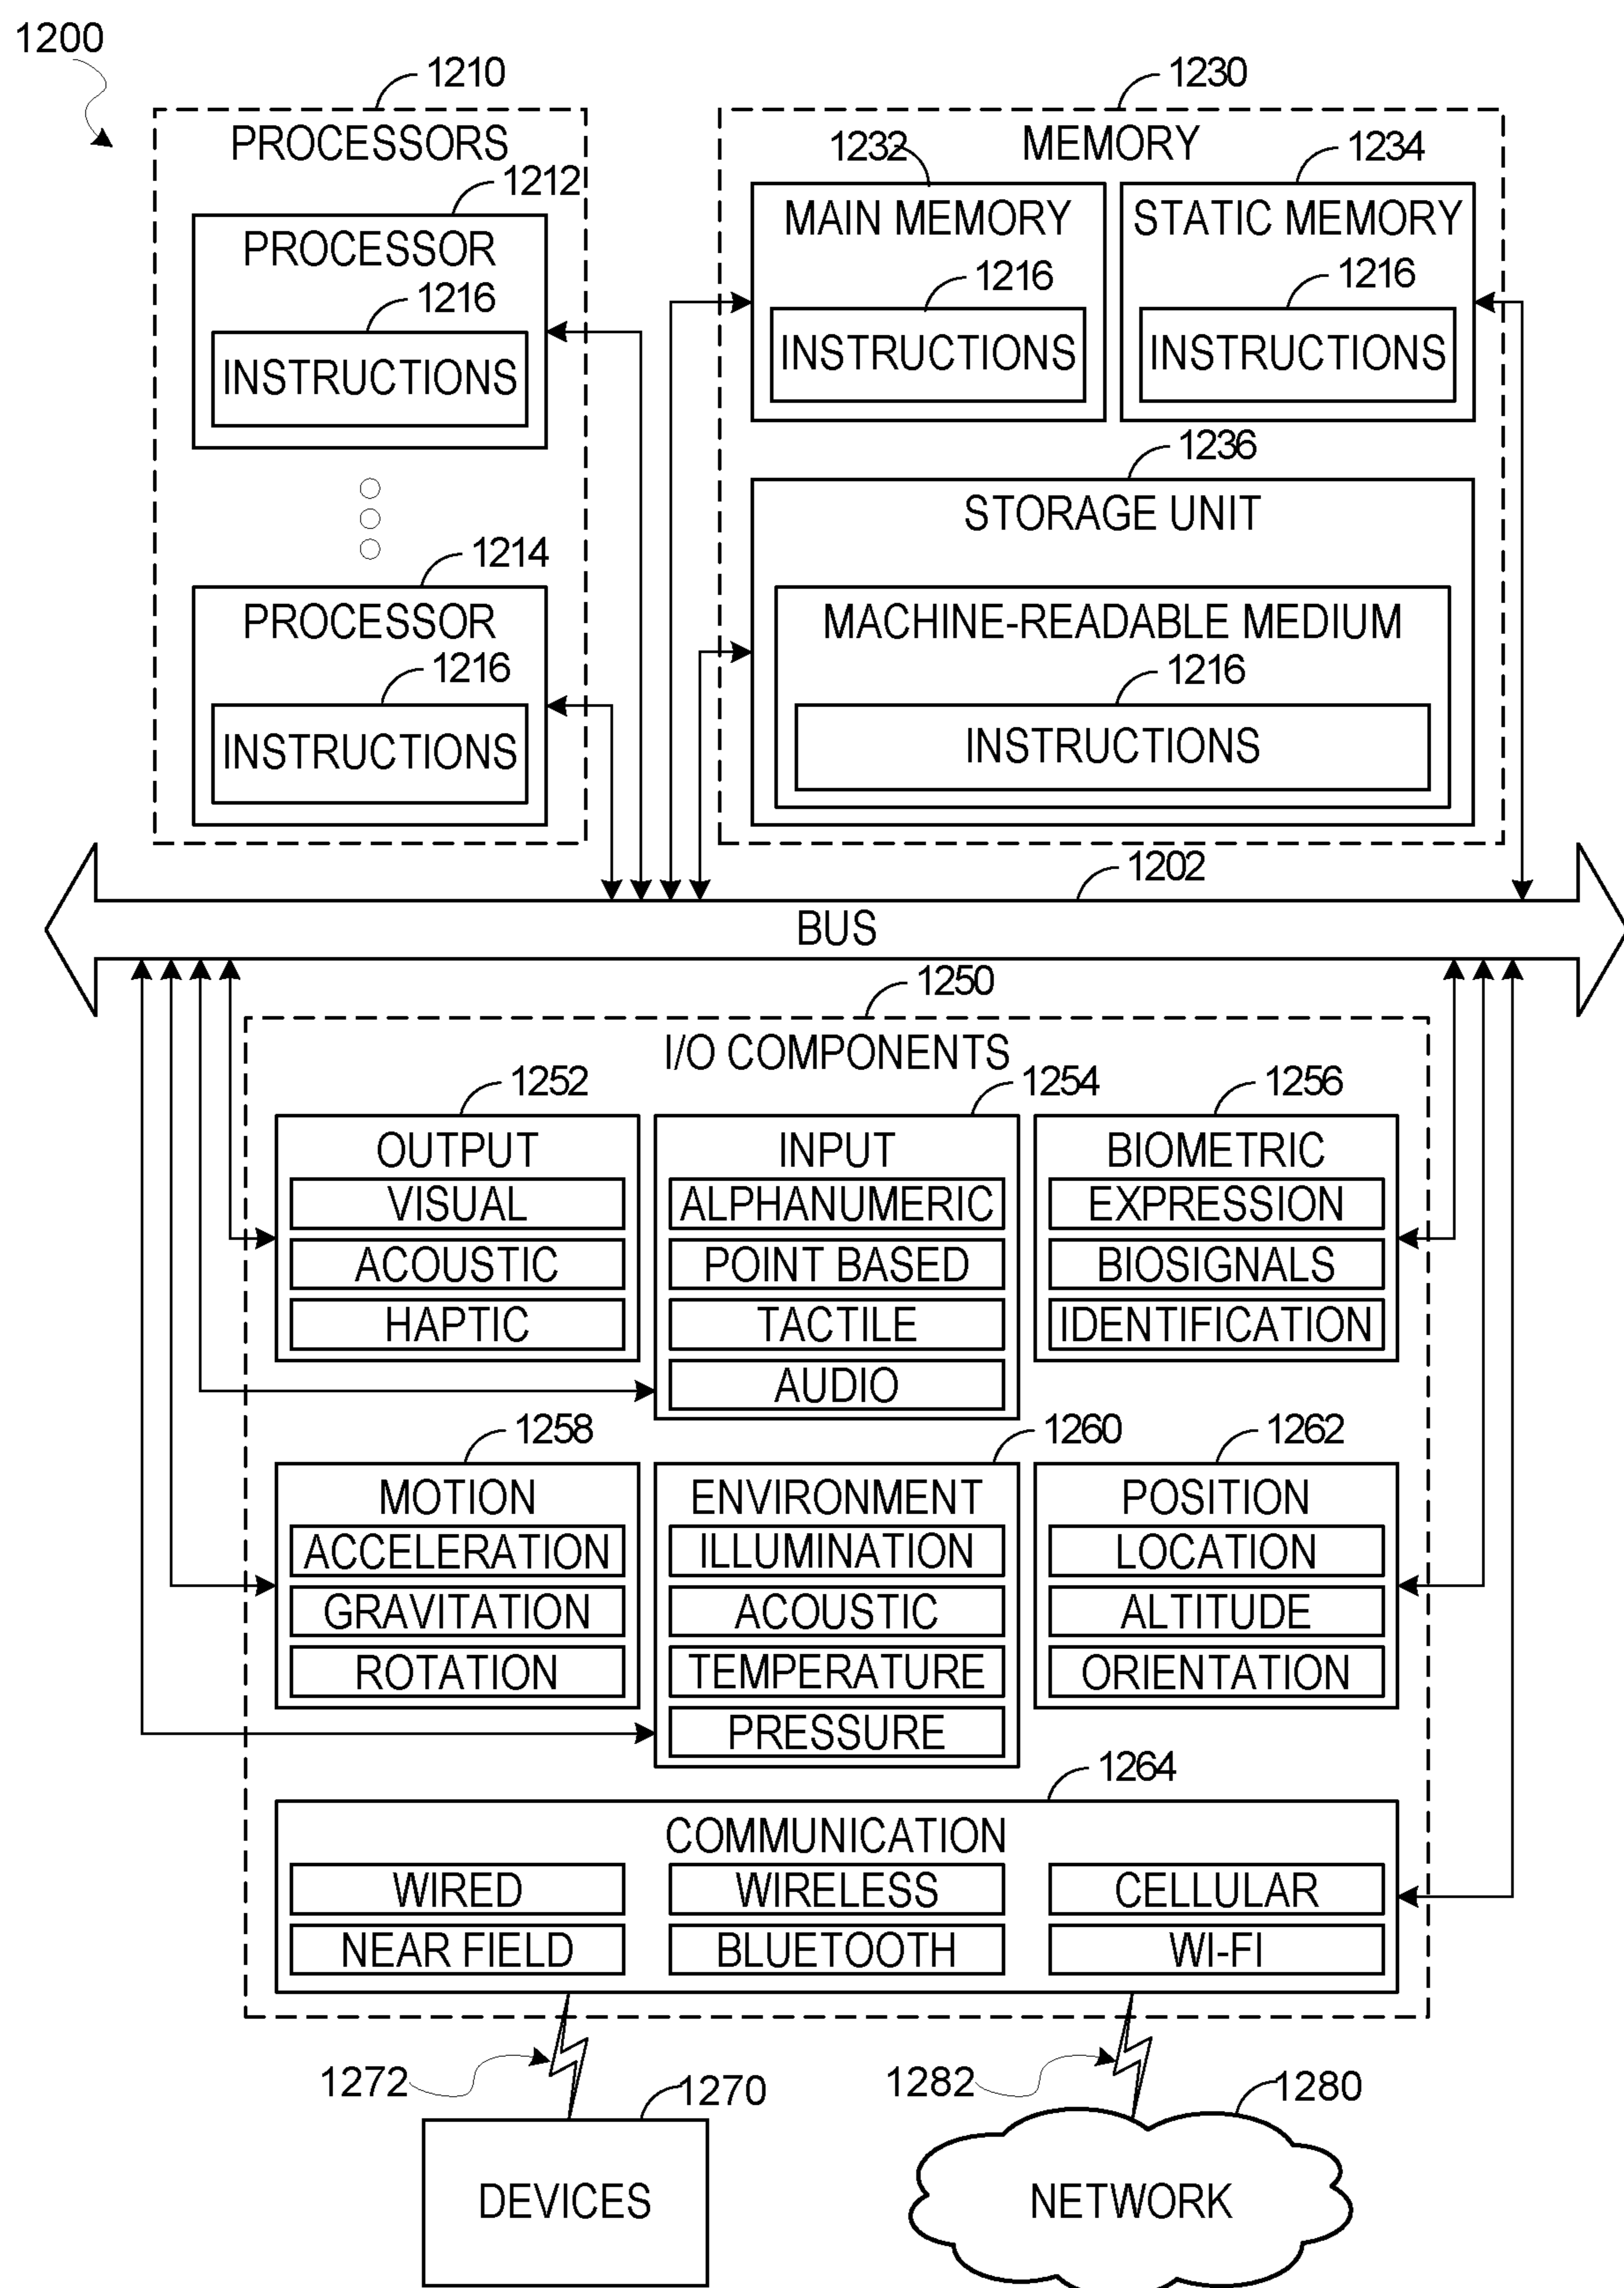 1200
1210
1230
PROCESSORS
1232
MEMORY
1234
1212
PROCESSOR
MAIN MEMORY
STATIC MEMORY
1216
1216
1216
INSTRUCTIONS
INSTRUCTIONS
INSTRUCTIONS
1236
STORAGE UNIT
1214
PROCESSOR
MACHINE-READABLE MEDIUM
1216
1216
INSTRUCTIONS
INSTRUCTIONS
1202
BUS
1250
I/O COMPONENTS
1252
1254
1256
OUTPUT
INPUT
BIOMETRIC
VISUAL
ALPHANUMERIC
EXPRESSION
ACOUSTIC
POINT BASED
BIOSIGNALS
HAPTIC
TACTILE
IDENTIFICATION
AUDIO
1258
1260
1262
MOTION
ENVIRONMENT
POSITION
ACCELERATION
ILLUMINATION
LOCATION
GRAVITATION
ACOUSTIC
ALTITUDE
ROTATION
TEMPERATURE
ORIENTATION
PRESSURE
1264
COMMUNICATION
WIRED
WIRELESS
CELLULAR
NEAR FIELD
BLUETOOTH
WI-FI
1272
1270
1282
1280
DEVICES
NETWORK